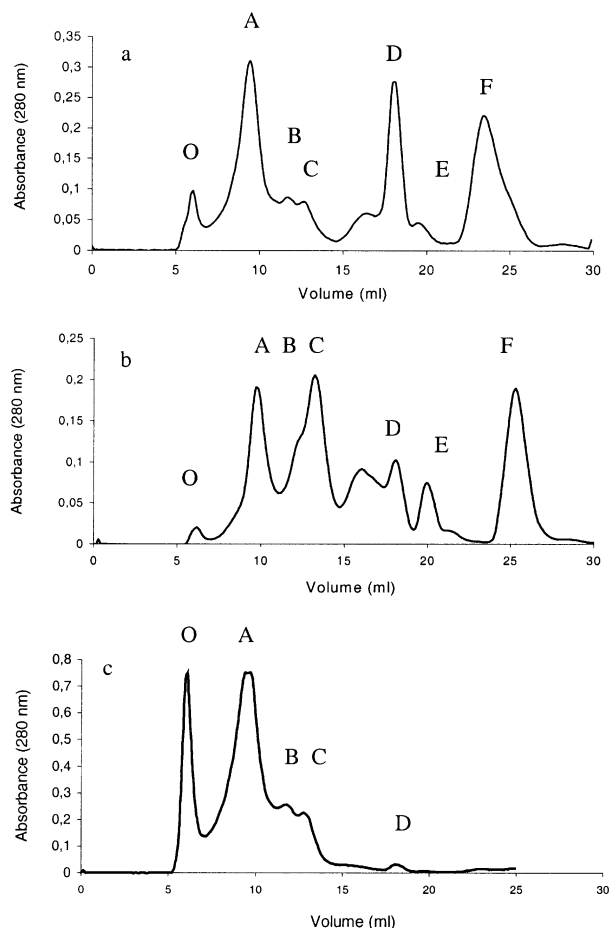 A
a
D
F
B
O
C
E
0,35
0,3
0,25
0,2
0,15
0,1
0,05
0
Absorbance (280 nm)
0 5 10 15 20 25 30
Volume (ml)
A B C F
b
D
E
O
0,25
0,2
0,15
0,1
0.05
0
Absorbance (280 nm)
0 5 10 15 20 25 30
Volume (ml)
O A
c
B C
D
0,8
0,7
0,6
0,5
0,4
0,3
0,2
0,1
0
Absorbance (280 nm)
0 5 10 15 20 25 30
Volume (ml)